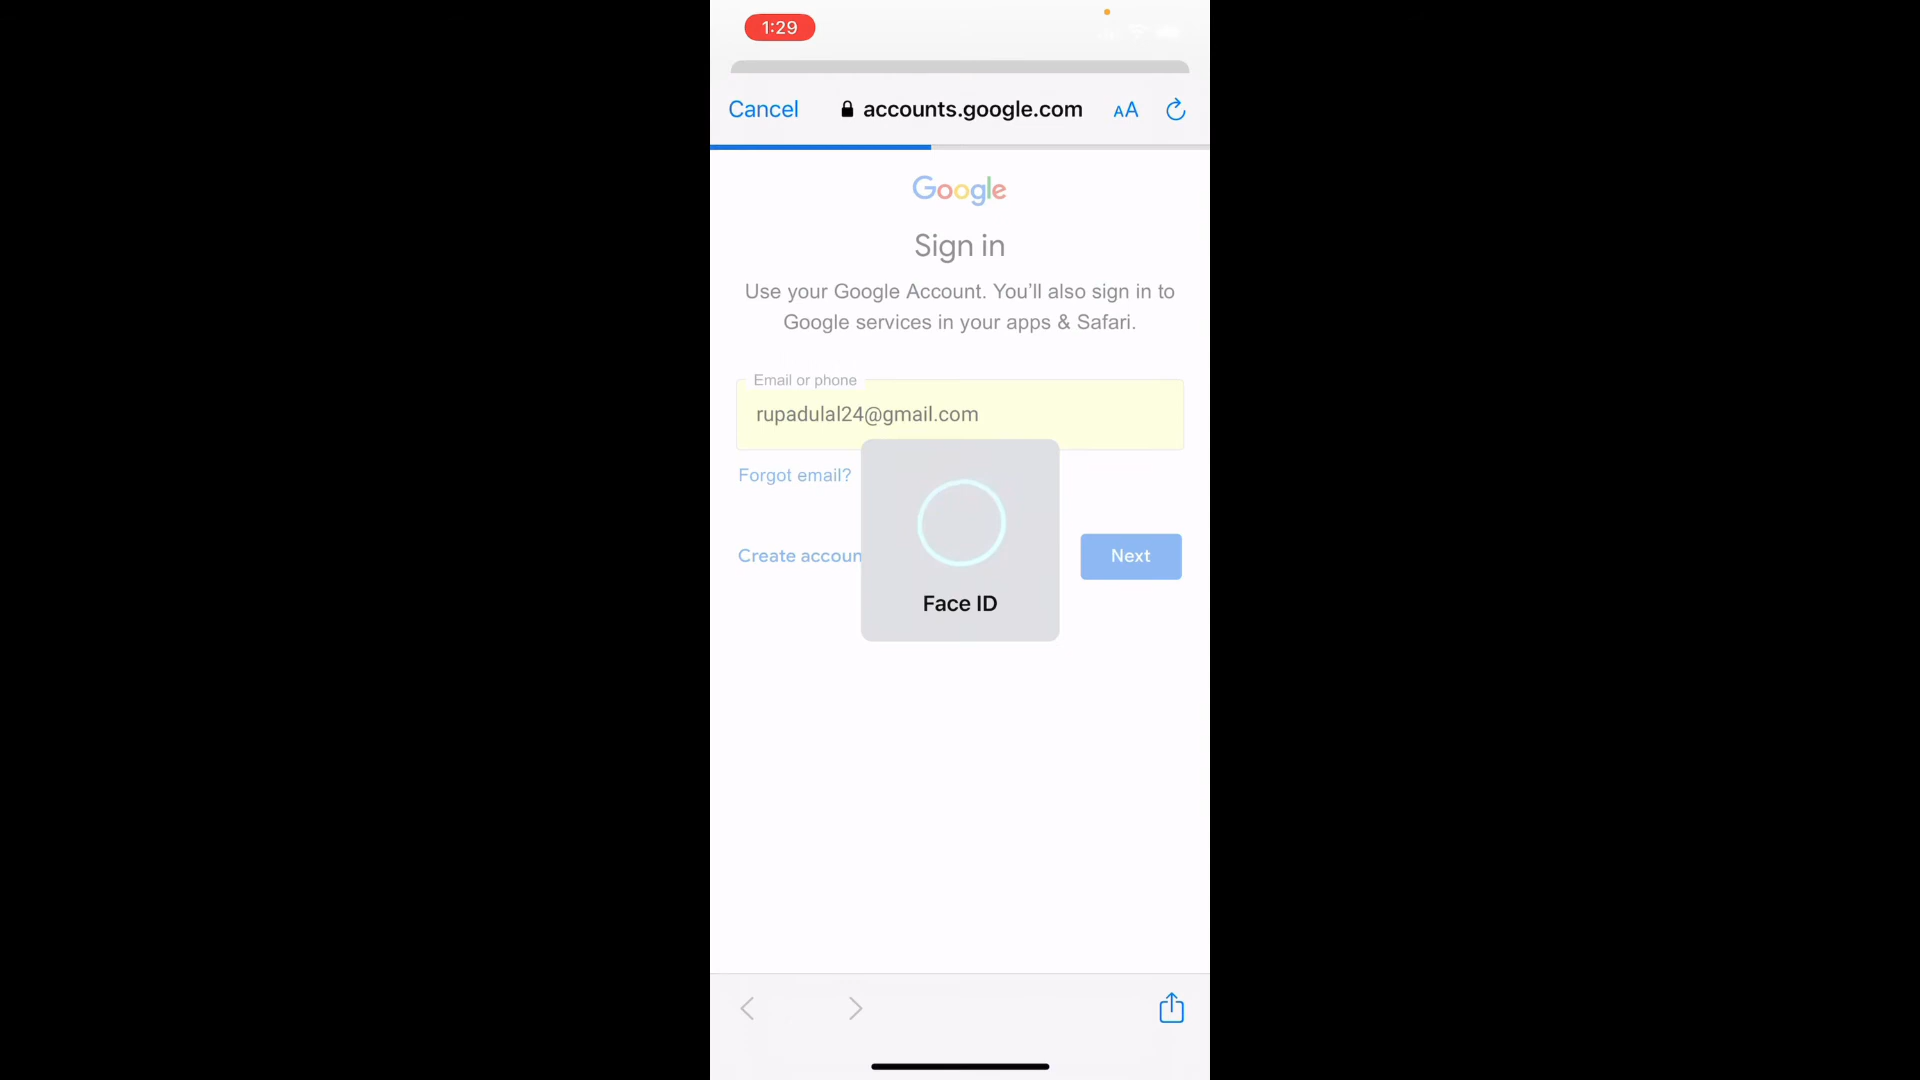 1:29
Cancel
accounts.google.com
AA
Google
Sign in
Use your Google Account. You’ll also sign in to
Google services in your apps & Safari.
Email or phone
rupadulal24@gmail.com
Forgot email?
Create accoun
Next
Face ID